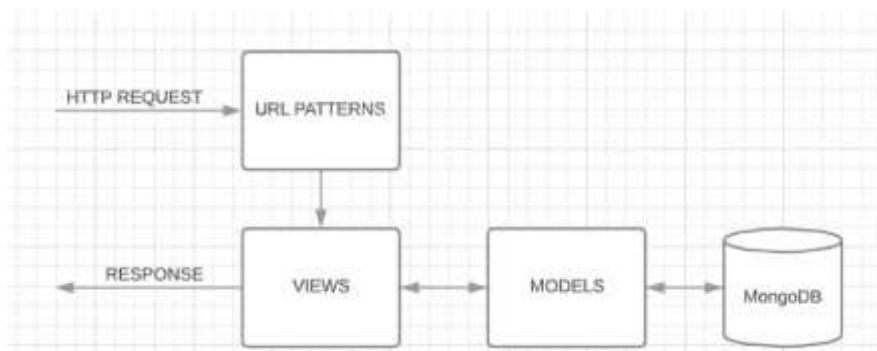 HTTP REQUEST
URL PATTERNS
RESPONSE
VIEWS
MODELS
MongoDB